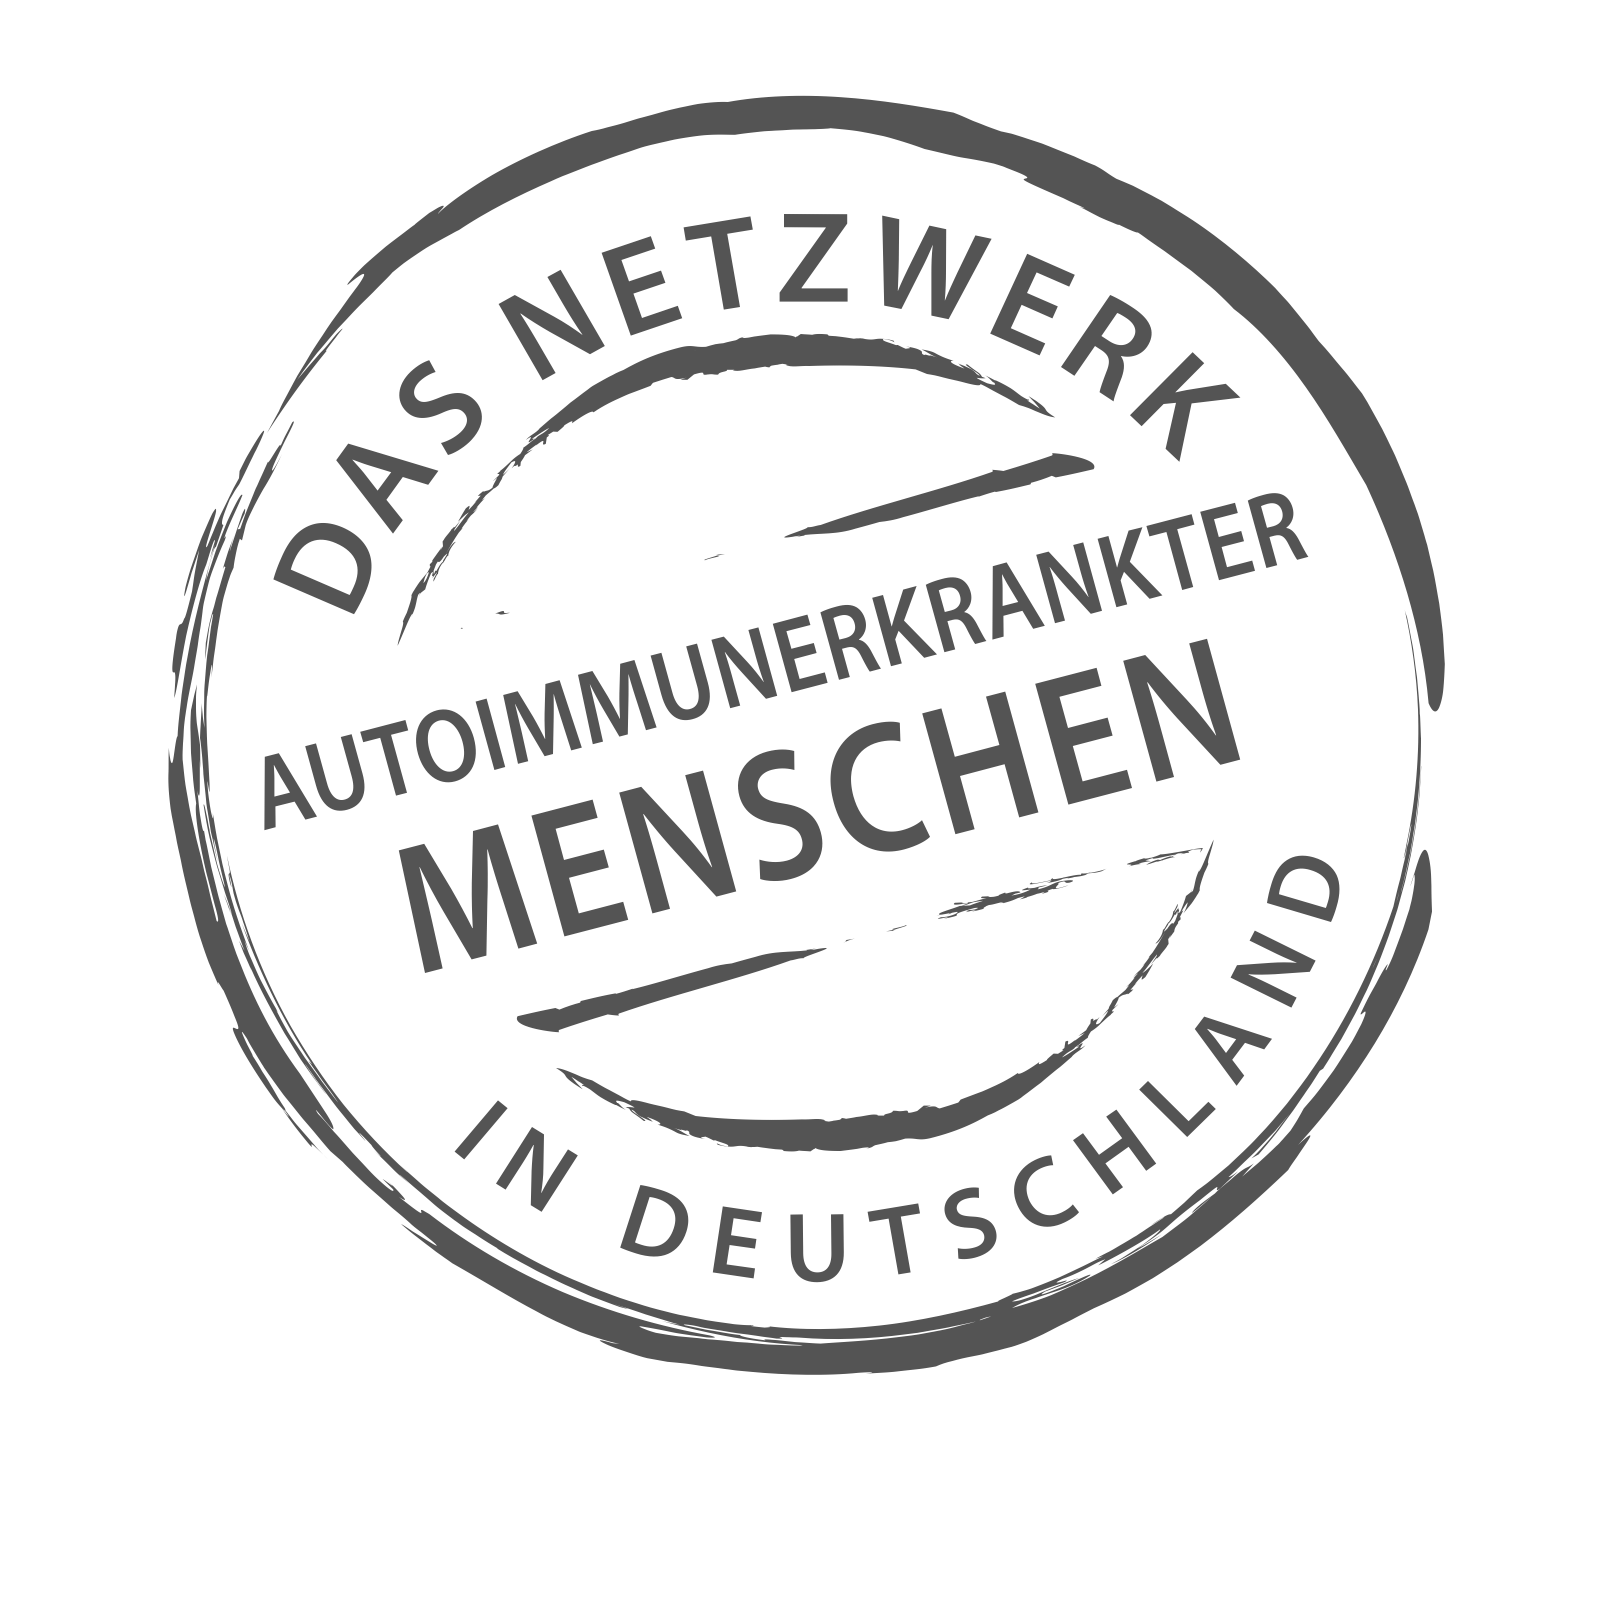 DAS NETZWERK
AUTOIMMUNERKRANKTER
MENSCHEN
IN DEUTSCHLAND